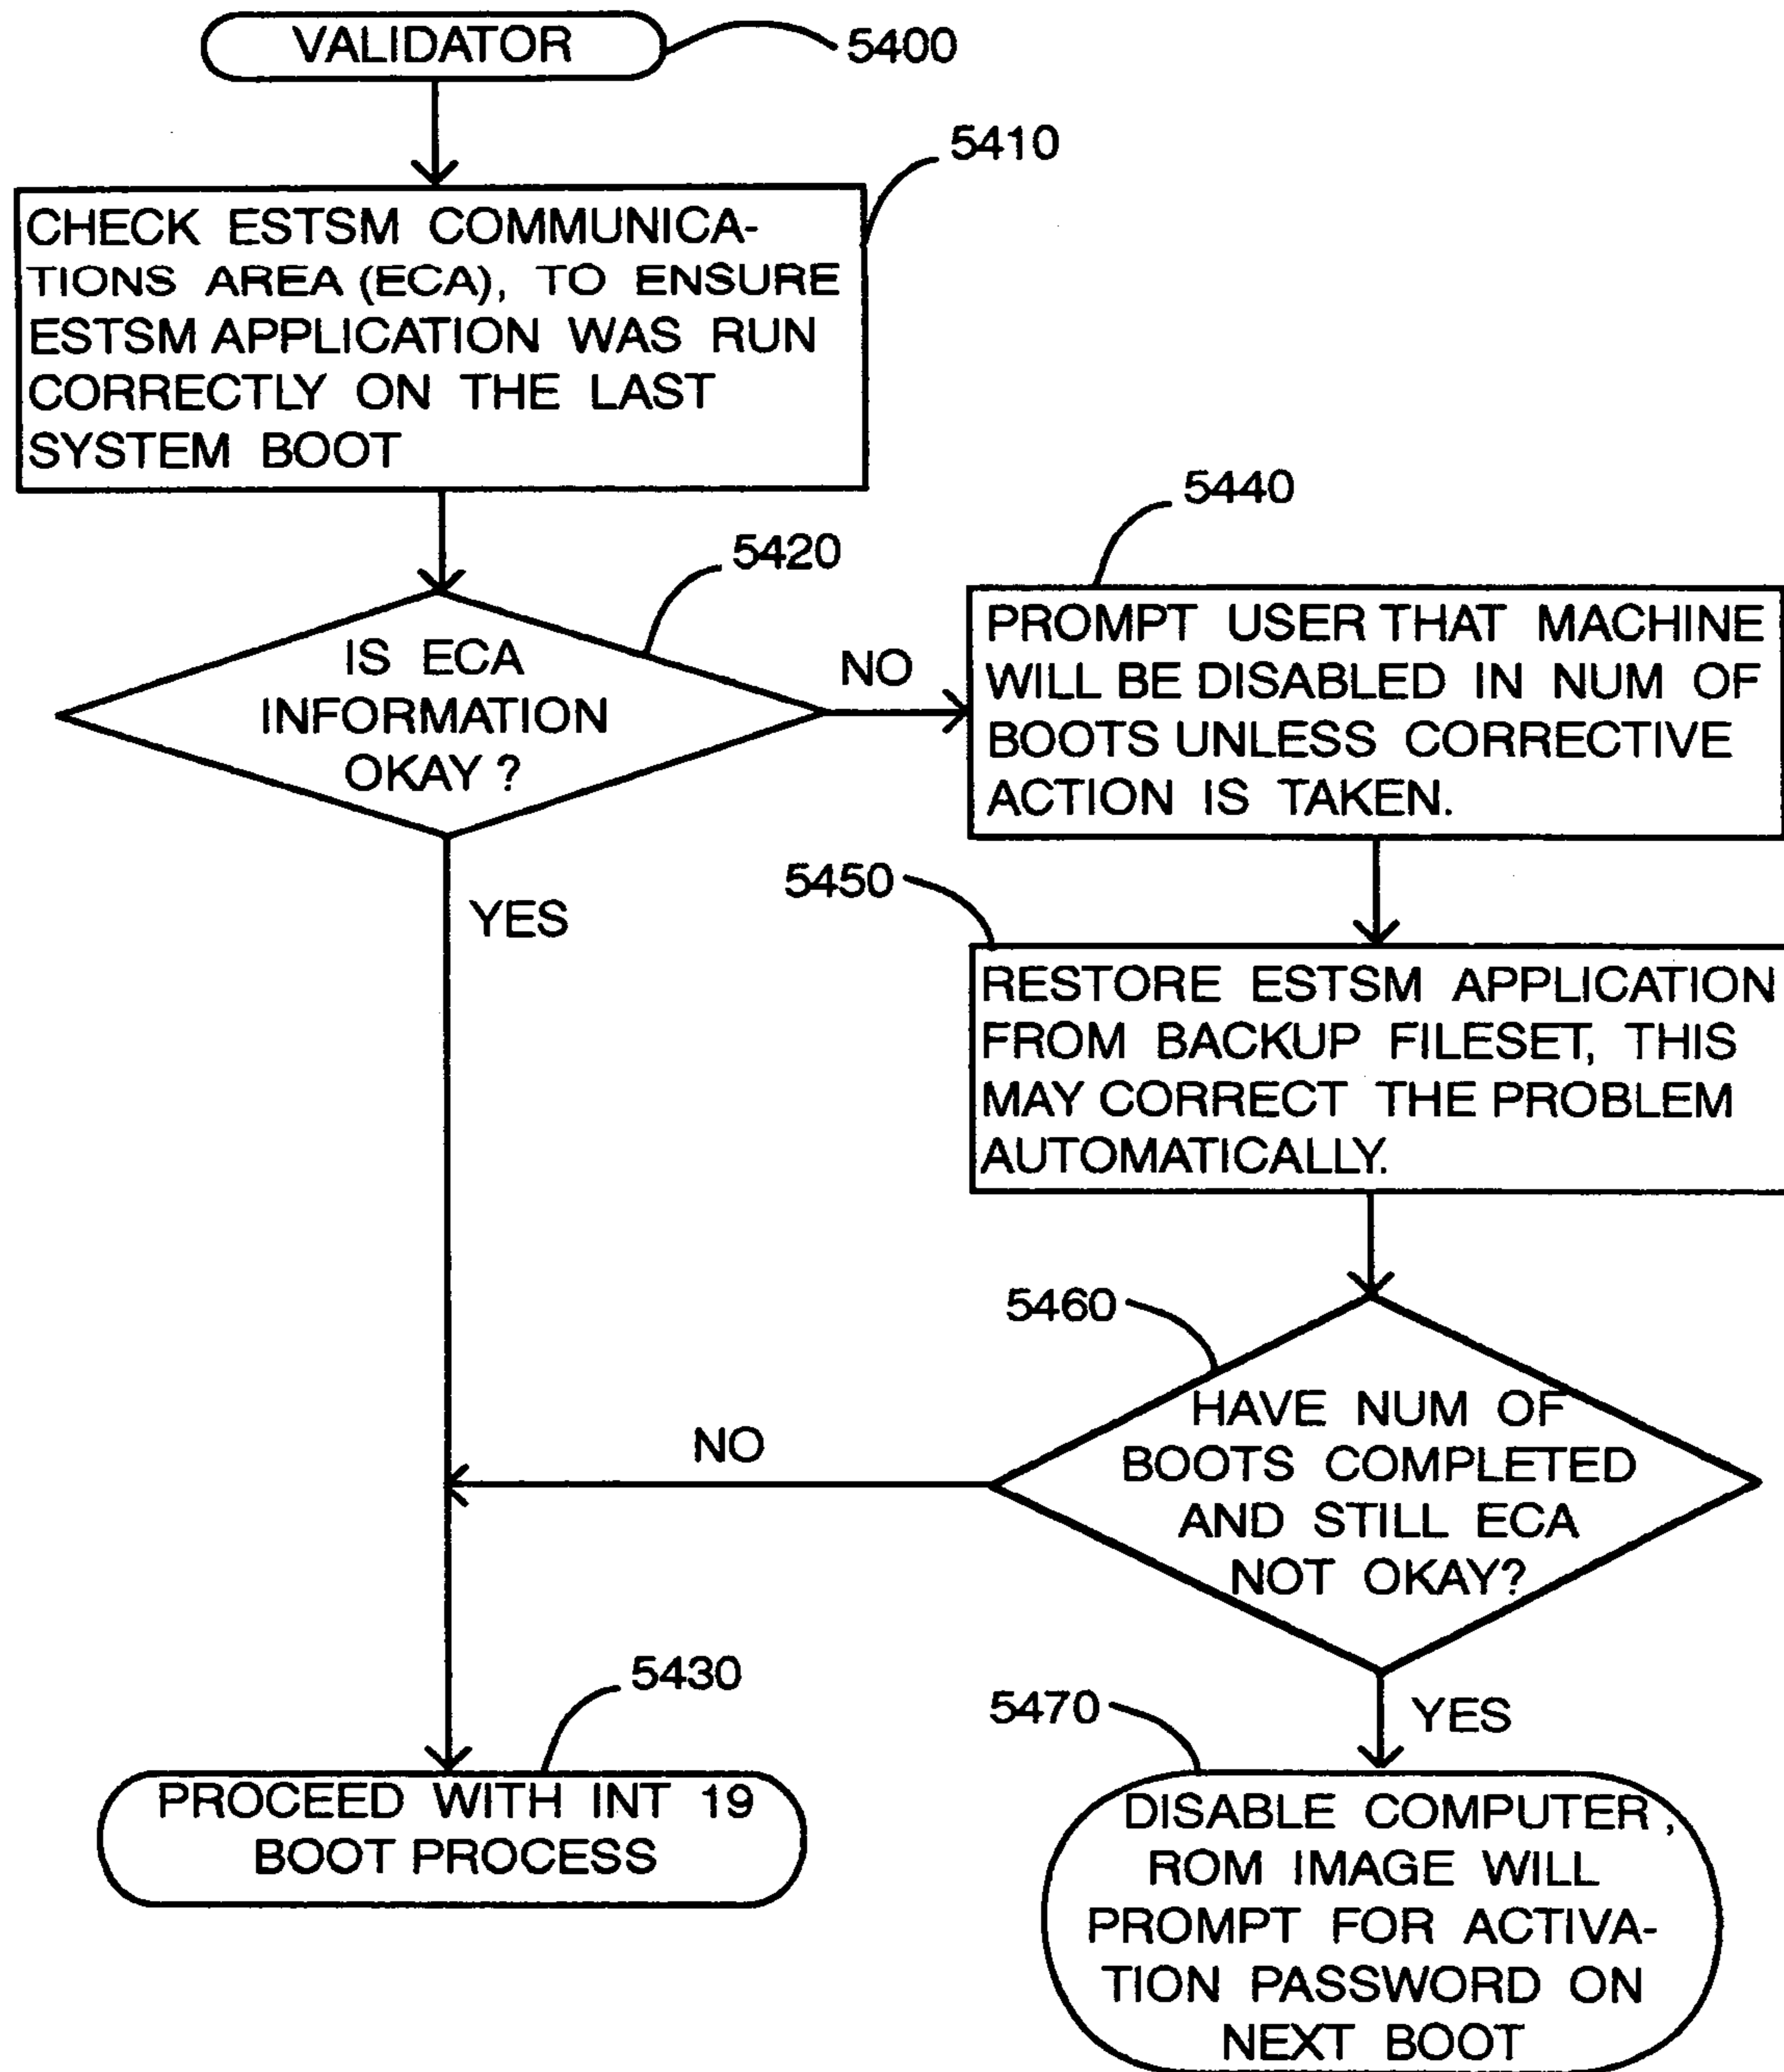 VALIDATOR
5400
5410
CHECK ESTSM COMMUNICA-
TIONS AREA (ECA), TO ENSURE
ESTSM APPLICATION WAS RUN
CORRECTLY ON THE LAST
SYSTEM BOOT
5420
IS ECA
INFORMATION
OKAY ?
NO
YES
5440
PROMPT USER THAT MACHINE
WILL BE DISABLED IN NUM OF
BOOTS UNLESS CORRECTIVE
ACTION IS TAKEN.
5450
RESTORE ESTSM APPLICATION
FROM BACKUP FILESET, THIS
MAY CORRECT THE PROBLEM
AUTOMATICALLY.
5460
HAVE NUM OF
BOOTS COMPLETED
AND STILL ECA
NOT OKAY?
NO
YES
5430
PROCEED WITH INT 19
BOOT PROCESS
5470
DISABLE COMPUTER,
ROM IMAGE WILL
PROMPT FOR ACTIVA-
TION PASSWORD ON
NEXT BOOT